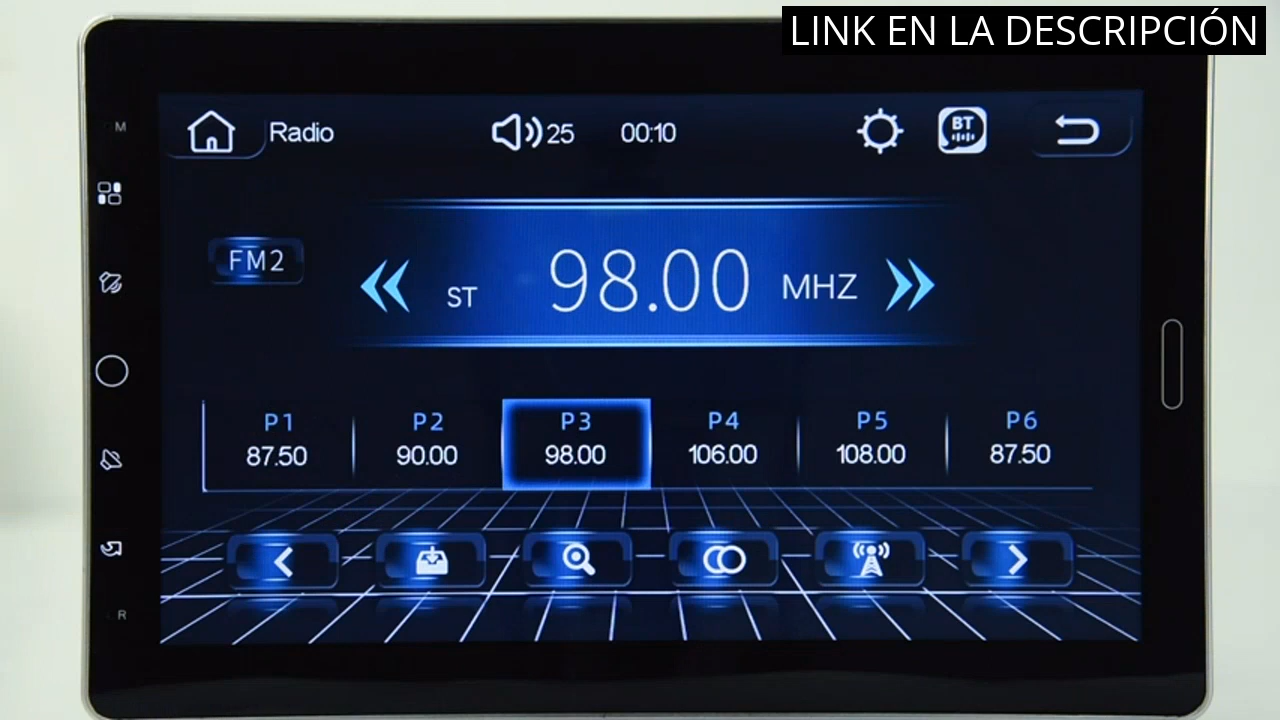 LINK EN LA DESCRIPCIÓN
M
Radio
25
00:10
BT
FM2
ST
98.00
MHZ
P1
P2
P3
P4
P5
P6
87.50
90.00
98.00
106.00
108.00
87.50
R